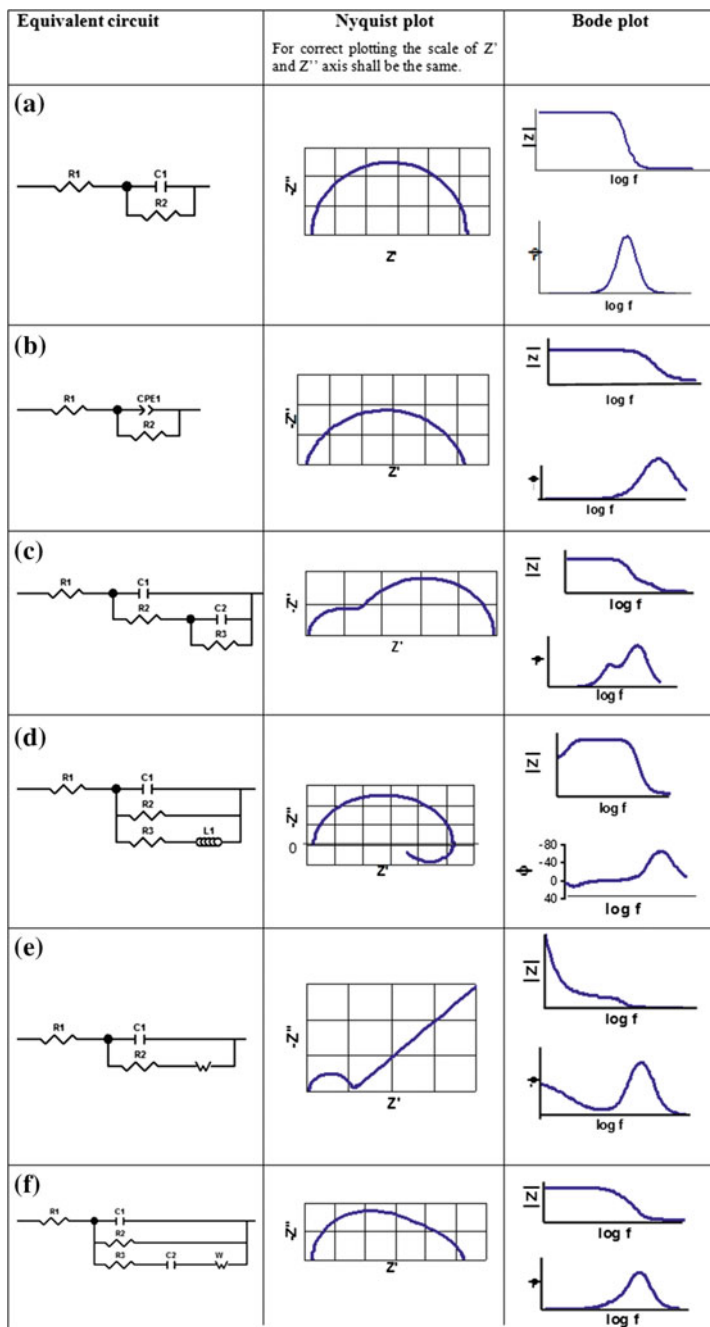 Equivalent circuit
Nyquist plot
Bode plot
For correct plotting the scale of Z'
and Z'' axis shall be the same.
(a)
R1
C1
R2
-Z''
Z'
|Z|
log f
-ϕ
log f
(b)
R1
CPE1
R2
-Z''
Z'
|Z|
log f
-ϕ
log f
(c)
R1
C1
R2
C2
R3
-Z''
Z'
|Z|
log f
-ϕ
log f
(d)
R1
C1
R2
R3
L1
-Z''
0
Z'
|Z|
log f
ϕ
-80
-40
0
40
log f
(e)
R1
C1
R2
W
-Z''
Z'
|Z|
log f
-ϕ
log f
(f)
R1
C1
R2
R3
C2
W
-Z''
Z'
|Z|
log f
-ϕ
log f